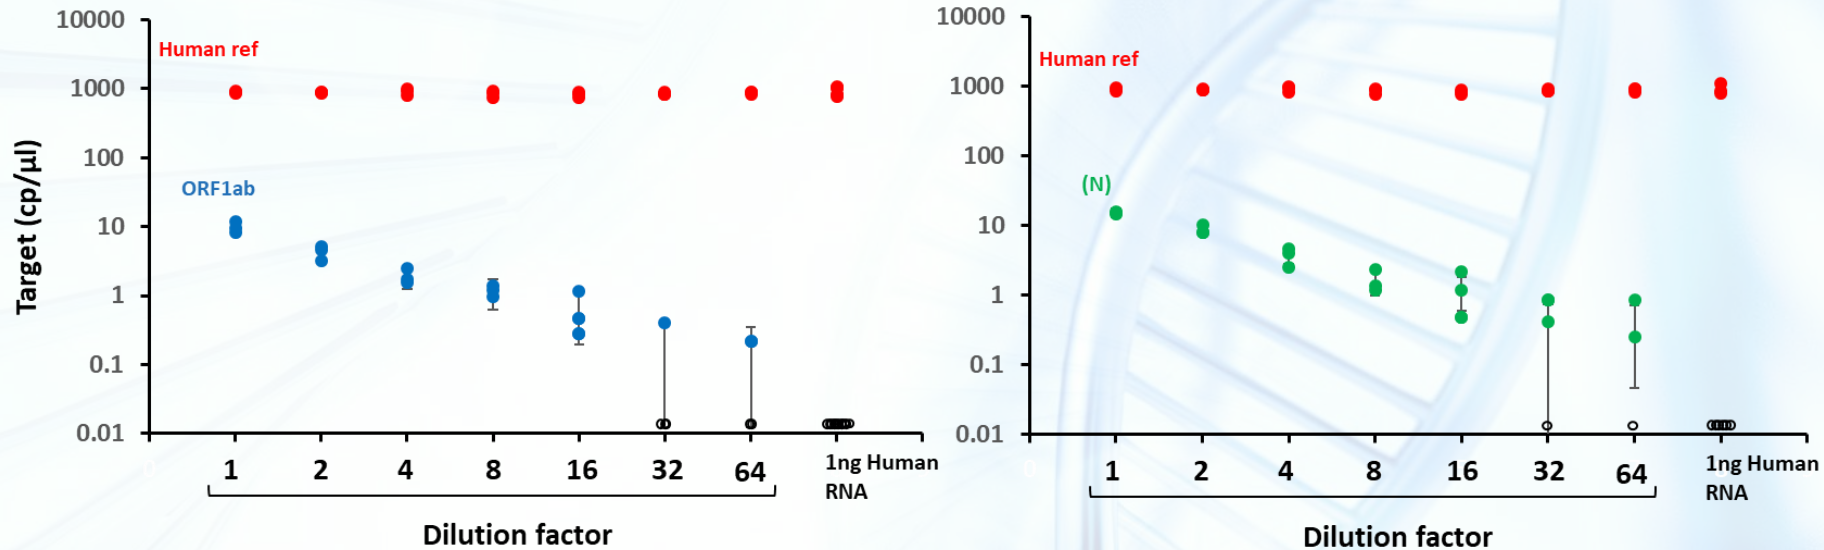 Target (cp/µl)
10000
1000
100
10
1
0.1
0.01
Human ref
ORF1ab
0
1 2 4 8 16 32 64
1ng Human
RNA
Dilution factor
10000
1000
100
10
1
0.1
0.01
Human ref
(N)
0
1 2 4 8 16 32 64
1ng Human
RNA
Dilution factor